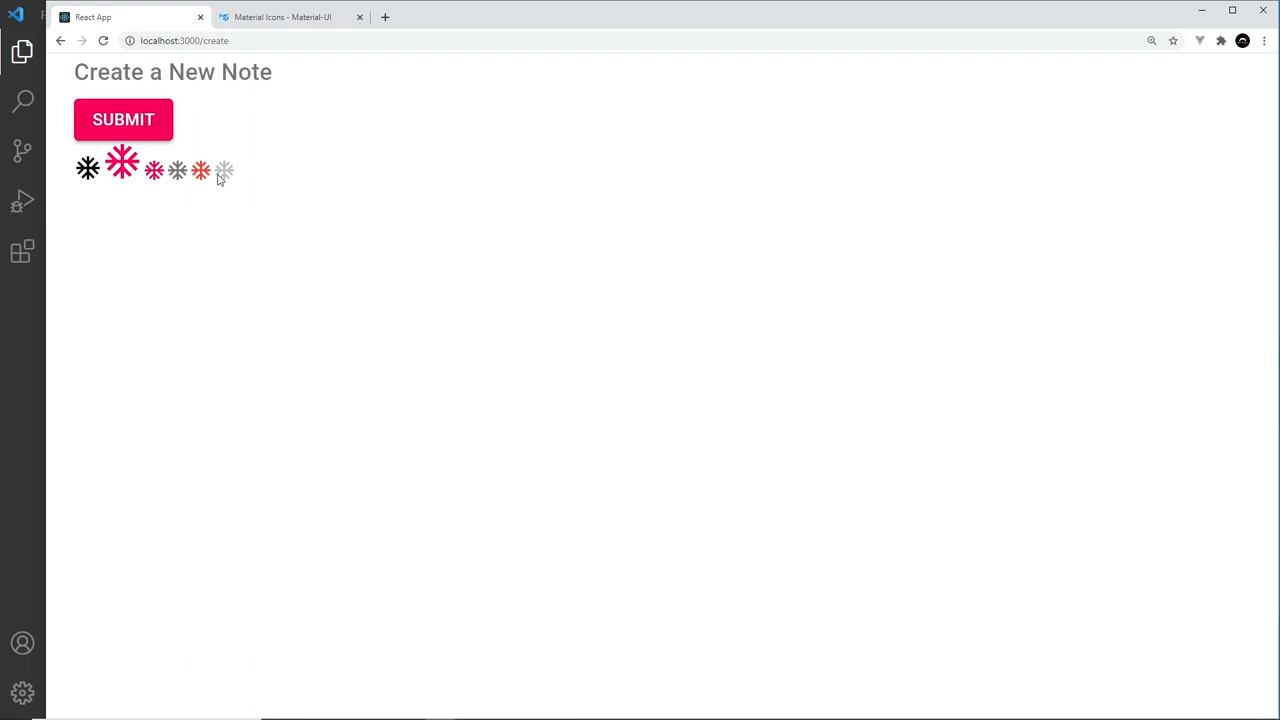 React App
Material Icons - Material-UI
localhost:3000/create
Create a New Note
SUBMIT